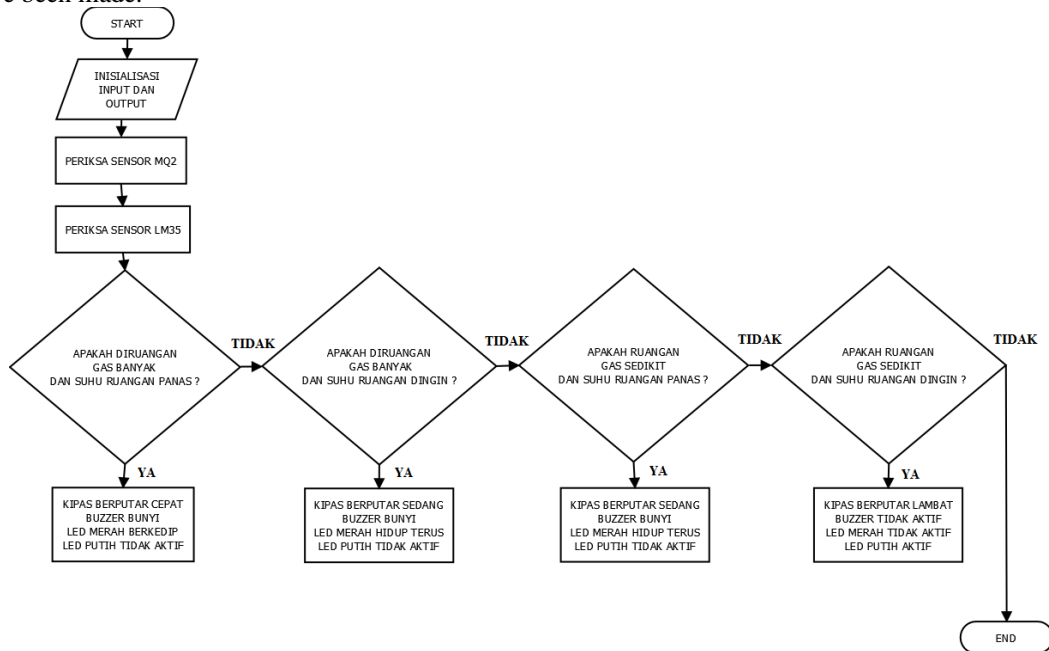 e been made.
START
INISIALISASI
INPUT DAN
OUTPUT
PERIKSA SENSOR MQ2
PERIKSA SENSOR LM35
APAKAH DIRUANGAN
GAS BANYAK
DAN SUHU RUANGAN PANAS ?
TIDAK
APAKAH DIRUANGAN
GAS BANYAK
DAN SUHU RUANGAN DINGIN ?
TIDAK
APAKAH RUANGAN
GAS SEDIKIT
DAN SUHU RUANGAN PANAS ?
TIDAK
APAKAH RUANGAN
GAS SEDIKIT
DAN SUHU RUANGAN DINGIN ?
TIDAK
YA
KIPAS BERPUTAR CEPAT
BUZZER BUNYI
LED MERAH BERKEDIP
LED PUTIH TIDAK AKTIF
YA
KIPAS BERPUTAR SEDANG
BUZZER BUNYI
LED MERAH HIDUP TERUS
LED PUTIH TIDAK AKTIF
YA
KIPAS BERPUTAR SEDANG
BUZZER BUNYI
LED MERAH HIDUP TERUS
LED PUTIH TIDAK AKTIF
YA
KIPAS BERPUTAR LAMBAT
BUZZER TIDAK AKTIF
LED MERAH TIDAK AKTIF
LED PUTIH AKTIF
END